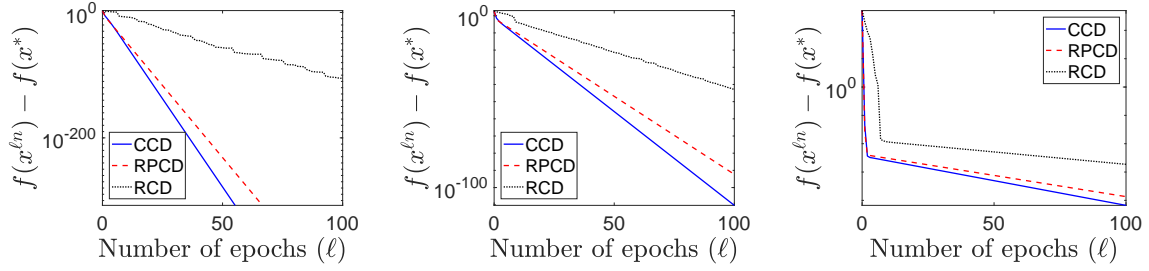 f(x^{ℓn}) − f(x^*)
10^0
10^{-200}
CCD
RPCD
RCD
0
50
100
Number of epochs (ℓ)
f(x^{ℓn}) − f(x^*)
10^0
10^{-100}
CCD
RPCD
RCD
0
50
100
Number of epochs (ℓ)
f(x^{ℓn}) − f(x^*)
10^0
CCD
RPCD
RCD
0
50
100
Number of epochs (ℓ)